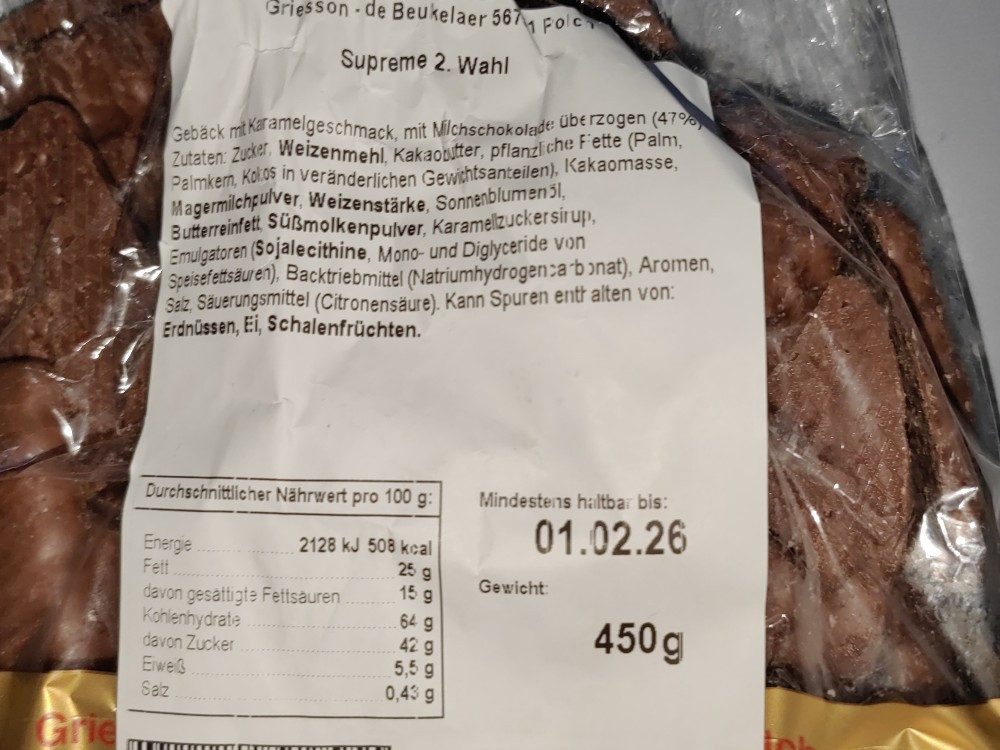 Griesson - de Beukelaer 5671 Polc
Supreme 2. Wahl
Gebäck mit Karamelgeschmack, mit Milchschokolade überzogen (47%)
Zutaten: Zucker, Weizenmehl, Kakaobutter, pflanzliche Fette (Palm,
Palmkern, Kokos in veränderlichen Gewichtsanteilen), Kakaomasse,
Magermilchpulver, Weizenstärke, Sonnenblumenöl,
Butterreinfett, Süßmolkenpulver, Karamellzuckersirup,
Emulgatoren (Sojalecithine, Mono- und Diglyceride von
Speisefettsäuren), Backtriebmittel (Natriumhydrogencarbonat), Aromen,
Salz, Säuerungsmittel (Citronensäure). Kann Spuren enthalten von:
Erdnüssen, Ei, Schalenfrüchten.
Durchschnittlicher Nährwert pro 100 g:
Energie 2128 kJ 508 kcal
Fett 25 g
davon gesättigte Fettsäuren 15 g
Kohlenhydrate 64 g
davon Zucker 42 g
Eiweiß 5,5 g
Salz 0,43 g
Mindestens haltbar bis:
01.02.26
Gewicht:
450g
Grie